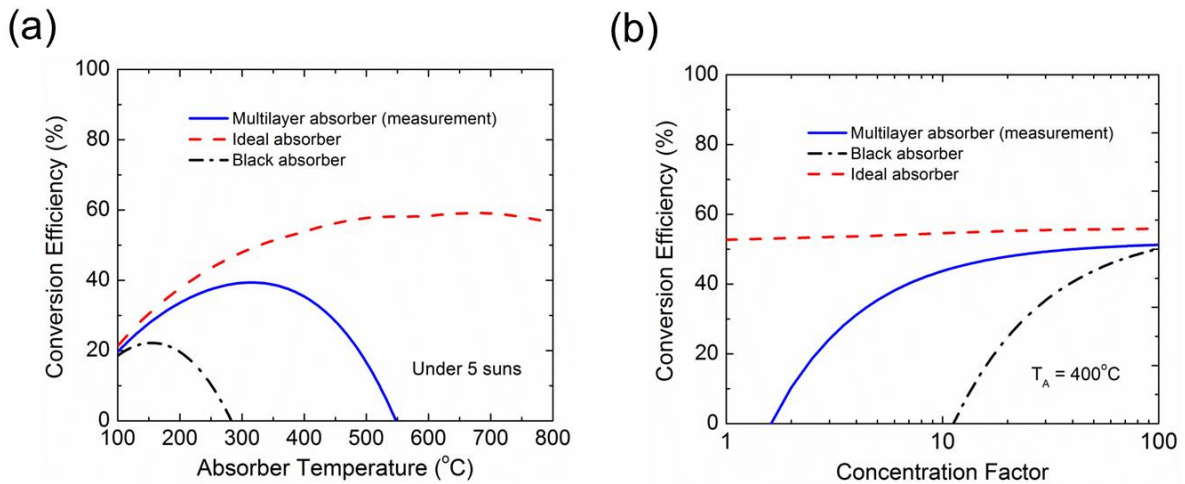 (a)
100
80
60
40
20
0
Conversion Efficiency (%)
Multilayer absorber (measurement)
Ideal absorber
Black absorber
Under 5 suns
100 200 300 400 500 600 700 800
Absorber Temperature (°C)
(b)
100
80
60
40
20
0
Conversion Efficiency (%)
Multilayer absorber (measurement)
Black absorber
Ideal absorber
T_A = 400°C
1 10 100
Concentration Factor